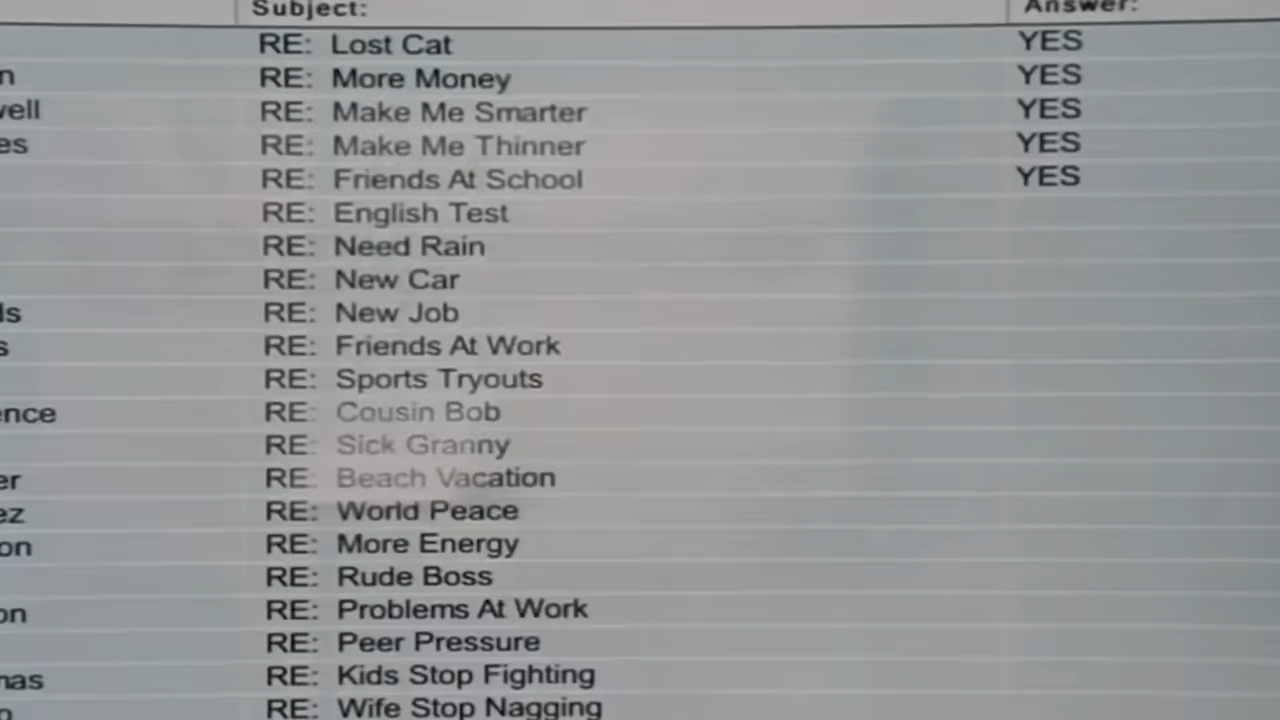 Subject: Answer:
RE: Lost Cat YES
n RE: More Money YES
well RE: Make Me Smarter YES
es RE: Make Me Thinner YES
RE: Friends At School YES
RE: English Test
RE: Need Rain
RE: New Car
ls RE: New Job
s RE: Friends At Work
RE: Sports Tryouts
ence RE: Cousin Bob
RE: Sick Granny
er RE: Beach Vacation
ez RE: World Peace
on RE: More Energy
RE: Rude Boss
on RE: Problems At Work
RE: Peer Pressure
mas RE: Kids Stop Fighting
RE: Wife Stop Nagging